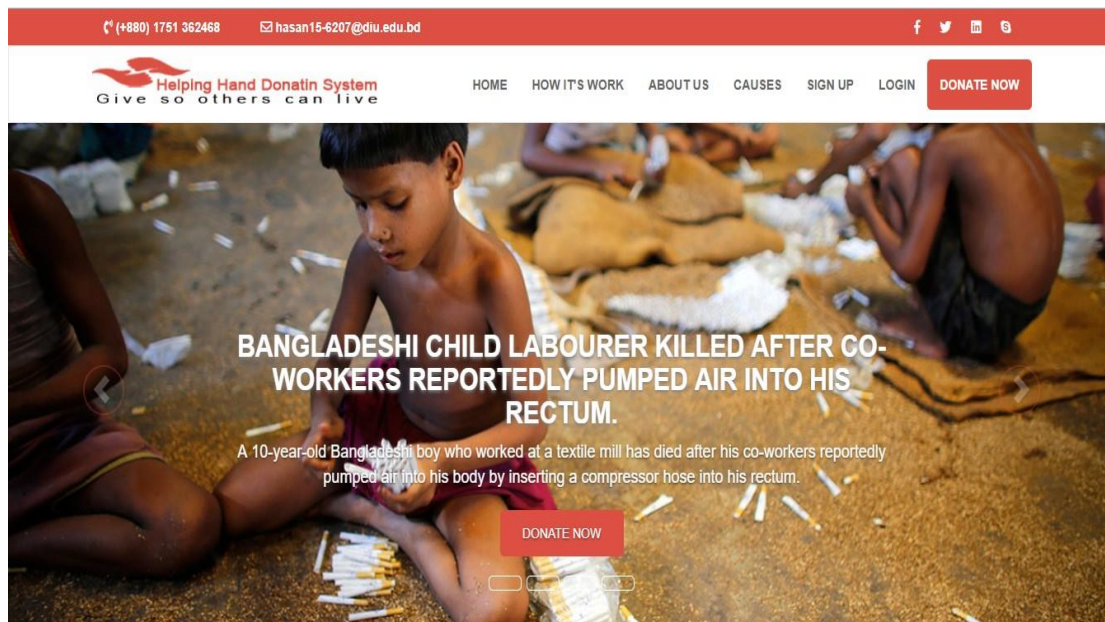 (+880) 1751 362468
hasan15-6207@diu.edu.bd
Helping Hand Donatin System
Give so others can live
HOME
HOW IT'S WORK
ABOUT US
CAUSES
SIGN UP
LOGIN
DONATE NOW
BANGLADESHI CHILD LABOURER KILLED AFTER CO-
WORKERS REPORTEDLY PUMPED AIR INTO HIS
RECTUM.
A 10-year-old Bangladeshi boy who worked at a textile mill has died after his co-workers reportedly
pumped air into his body by inserting a compressor hose into his rectum.
DONATE NOW